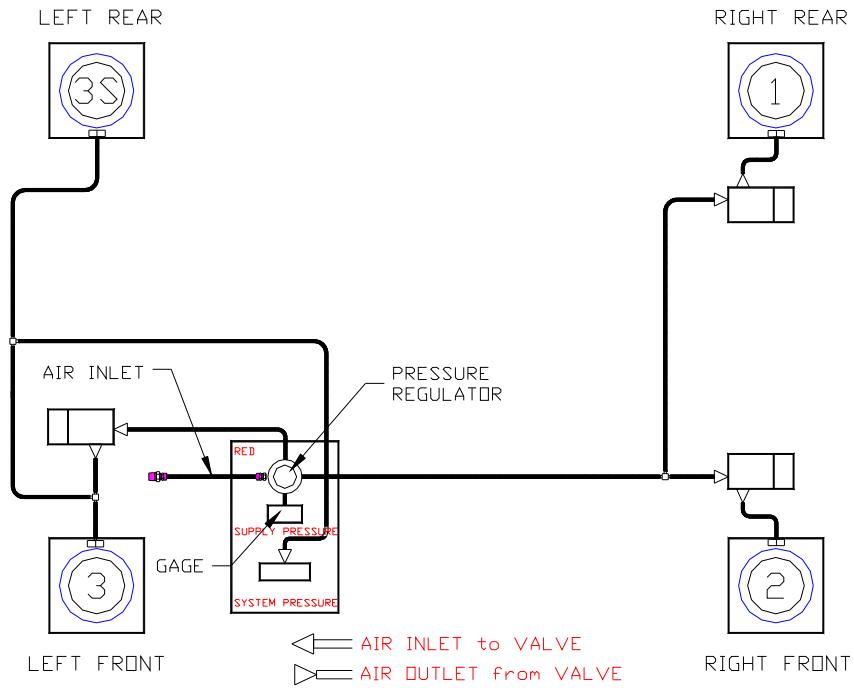 LEFT REAR
RIGHT REAR
3S
1
AIR INLET
PRESSURE
REGULATOR
RED
SUPPLY PRESSURE
GAGE
3
2
SYSTEM PRESSURE
AIR INLET to VALVE
LEFT FRONT
RIGHT FRONT
AIR OUTLET from VALVE